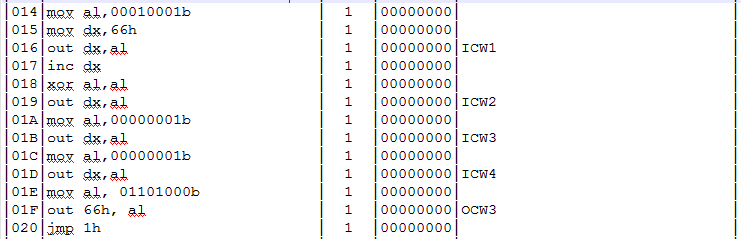 |014|mov al,00010001b | 1 |00000000|
|015|mov dx,66h | 1 |00000000|
|016|out dx,al | 1 |00000000|ICW1
|017|inc dx | 1 |00000000|
|018|xor al,al | 1 |00000000|
|019|out dx,al | 1 |00000000|ICW2
|01A|mov al,00000001b | 1 |00000000|
|01B|out dx,al | 1 |00000000|ICW3
|01C|mov al,00000001b | 1 |00000000|
|01D|out dx,al | 1 |00000000|ICW4
|01E|mov al, 01101000b | 1 |00000000|
|01F|out 66h, al | 1 |00000000|OCW3
|020|jmp 1h | 1 |00000000|